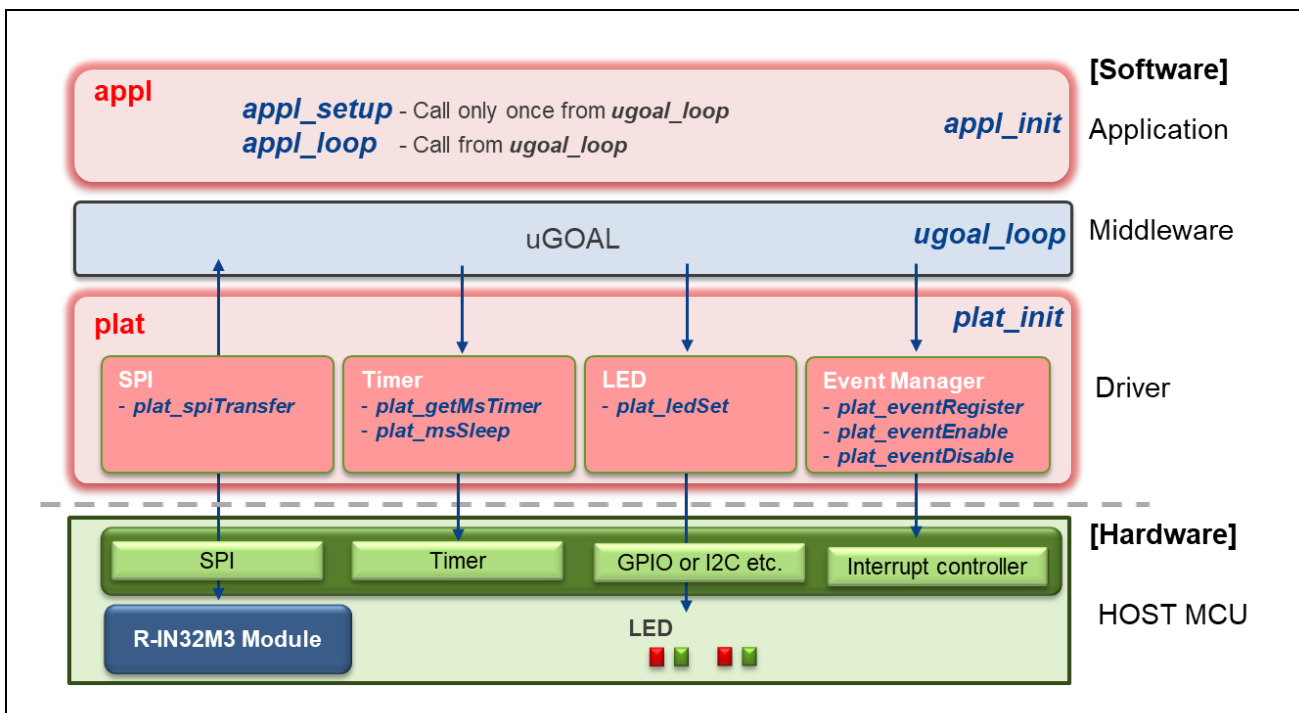 [Software]
appl
appl_setup - Call only once from ugoal_loop
appl_init
Application
appl_loop - Call from ugoal_loop
uGOAL
ugoal_loop
Middleware
plat
plat_init
SPI
- plat_spiTransfer
Timer
- plat_getMsTimer
- plat_msSleep
LED
- plat_ledSet
Event Manager
- plat_eventRegister
- plat_eventEnable
- plat_eventDisable
Driver
[Hardware]
SPI
Timer
GPIO or I2C etc.
Interrupt controller
R-IN32M3 Module
LED
HOST MCU